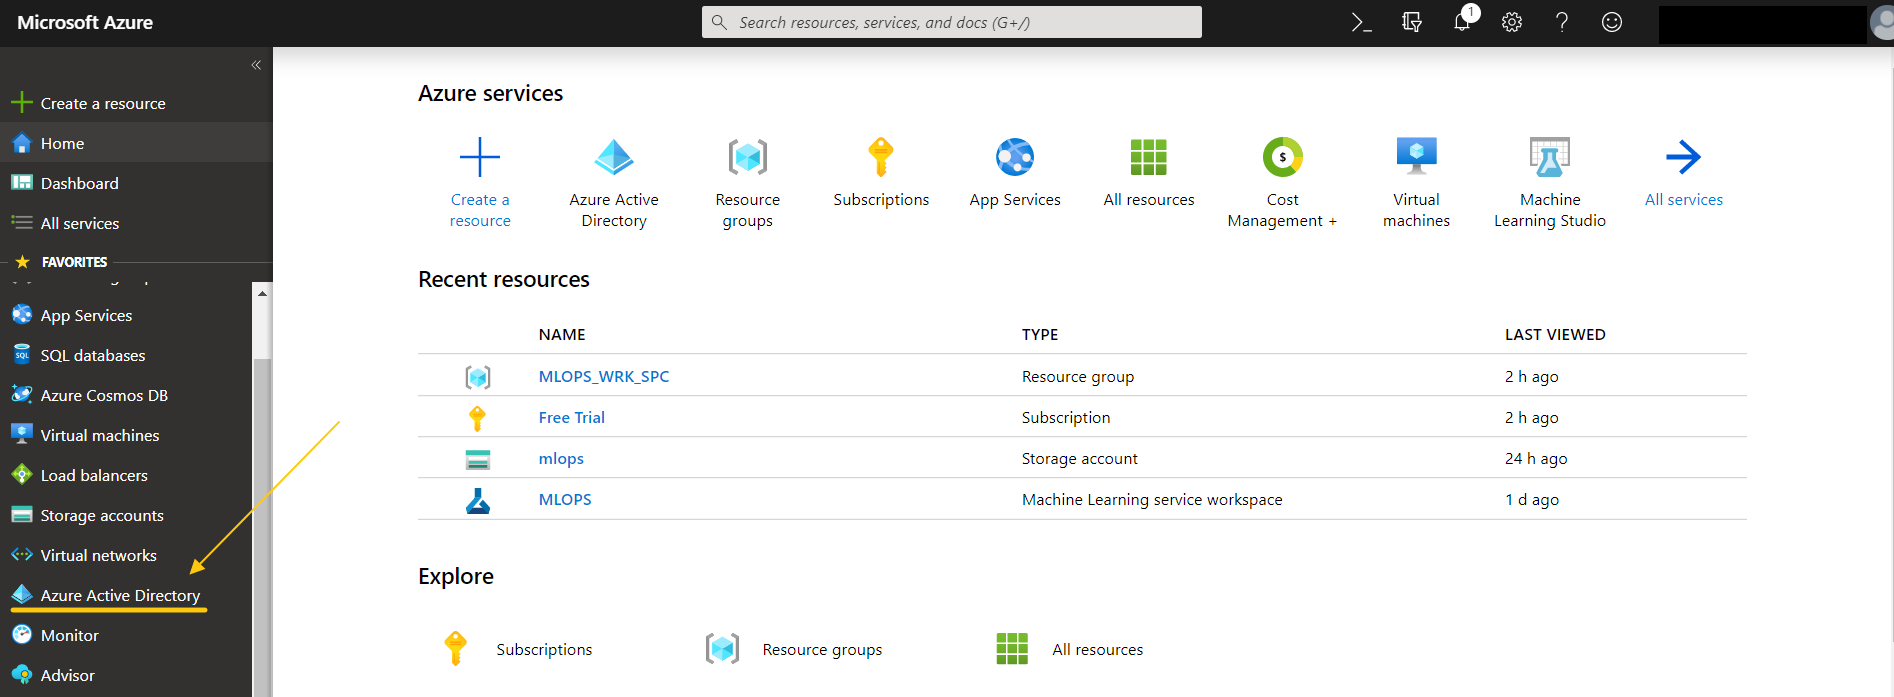 Microsoft Azure
Search resources, services, and docs (G+/)
1
Create a resource
Home
Dashboard
All services
FAVORITES
App Services
SQL databases
Azure Cosmos DB
Virtual machines
Load balancers
Storage accounts
Virtual networks
Azure Active Directory
Monitor
Advisor
Azure services
Create a
resource
Azure Active
Directory
Resource
groups
Subscriptions
App Services
All resources
Cost
Management +
Virtual
machines
Machine
Learning Studio
All services
Recent resources
NAME TYPE LAST VIEWED
MLOPS_WRK_SPC Resource group 2 h ago
Free Trial Subscription 2 h ago
mlops Storage account 24 h ago
MLOPS Machine Learning service workspace 1 d ago
Explore
Subscriptions Resource groups All resources